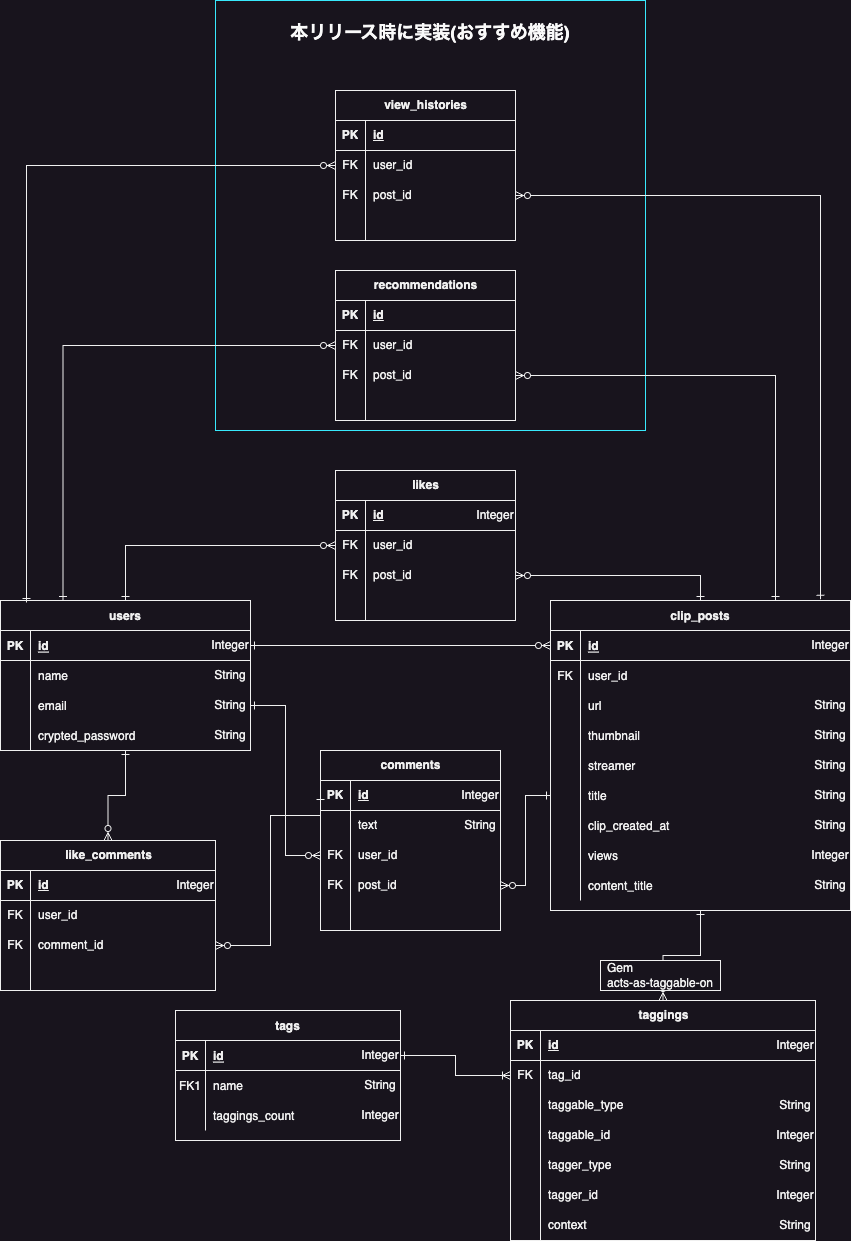 本リリース時に実装(おすすめ機能)
view_histories
PK id
FK user_id
FK post_id
recommendations
PK id
FK user_id
FK post_id
likes
PK id Integer
FK user_id
FK post_id
users
PK id Integer
name String
email String
crypted_password String
clip_posts
PK id Integer
FK user_id
url String
thumbnail String
streamer String
title String
clip_created_at String
views Integer
content_title String
comments
PK id Integer
text String
FK user_id
FK post_id
like_comments
PK id Integer
FK user_id
FK comment_id
Gem
acts-as-taggable-on
tags
PK id Integer
FK1 name String
taggings_count Integer
taggings
PK id Integer
FK tag_id
taggable_type String
taggable_id Integer
tagger_type String
tagger_id Integer
context String